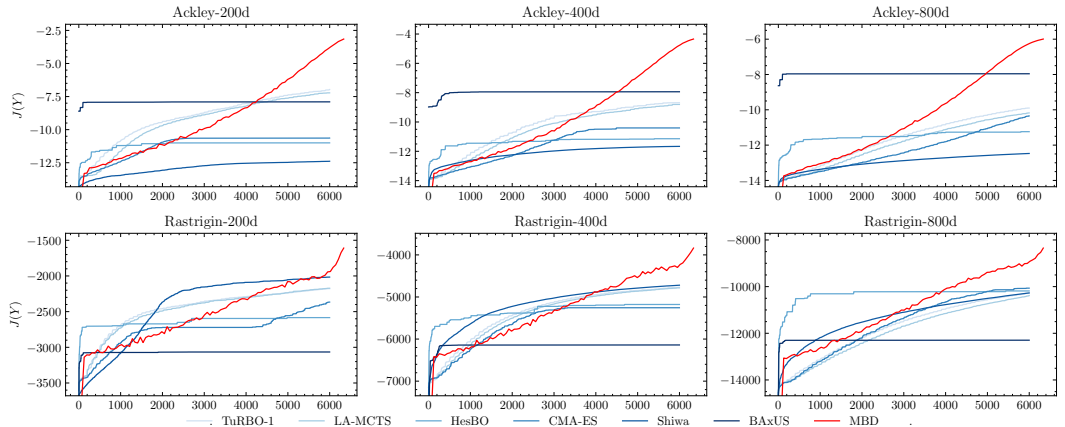 Ackley-200d
Ackley-400d
Ackley-800d
J(Y)
−2.5
−5.0
−7.5
−10.0
−12.5
0 1000 2000 3000 4000 5000 6000
−4
−6
−8
−10
−12
−14
0 1000 2000 3000 4000 5000 6000
−6
−8
−10
−12
−14
0 1000 2000 3000 4000 5000 6000
Rastrigin-200d
Rastrigin-400d
Rastrigin-800d
J(Y)
−1500
−2000
−2500
−3000
−3500
0 1000 2000 3000 4000 5000 6000
−4000
−5000
−6000
−7000
0 1000 2000 3000 4000 5000 6000
−8000
−10000
−12000
−14000
0 1000 2000 3000 4000 5000 6000
TuRBO-1 LA-MCTS HesBO CMA-ES Shiwa BAxUS MBD